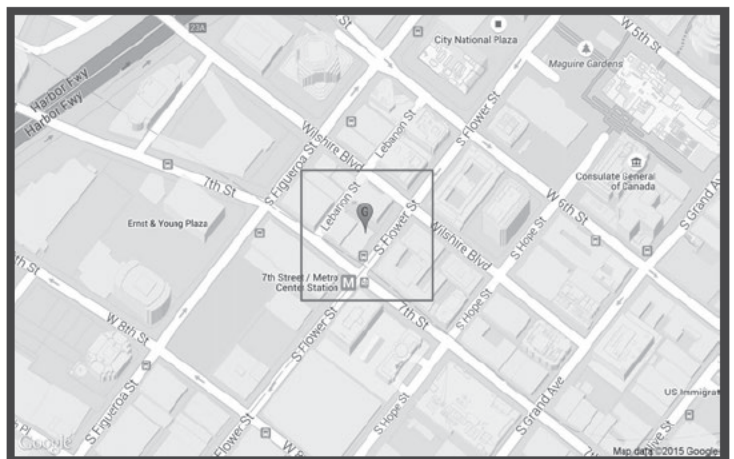 23A
City National Plaza
W 5th St
Maguire Gardens
Harbor Fwy
Harbor Fwy
Wilshire Blvd
Lebanon St
S Flower St
S Figueroa St
7th St
Consulate General
of Canada
W 6th St
S Grand Ave
Lebanon St
G
S Flower St
Wilshire Blvd
S Hope St
Ernst & Young Plaza
7th Street / Metro
Center Station
M
7th St
S Hope St
W 8th St
S Flower St
S Grand Ave
US Immigrat
S Figueroa St
S Hope St
Flower St
W 8
Google
Map data ©2015 Google